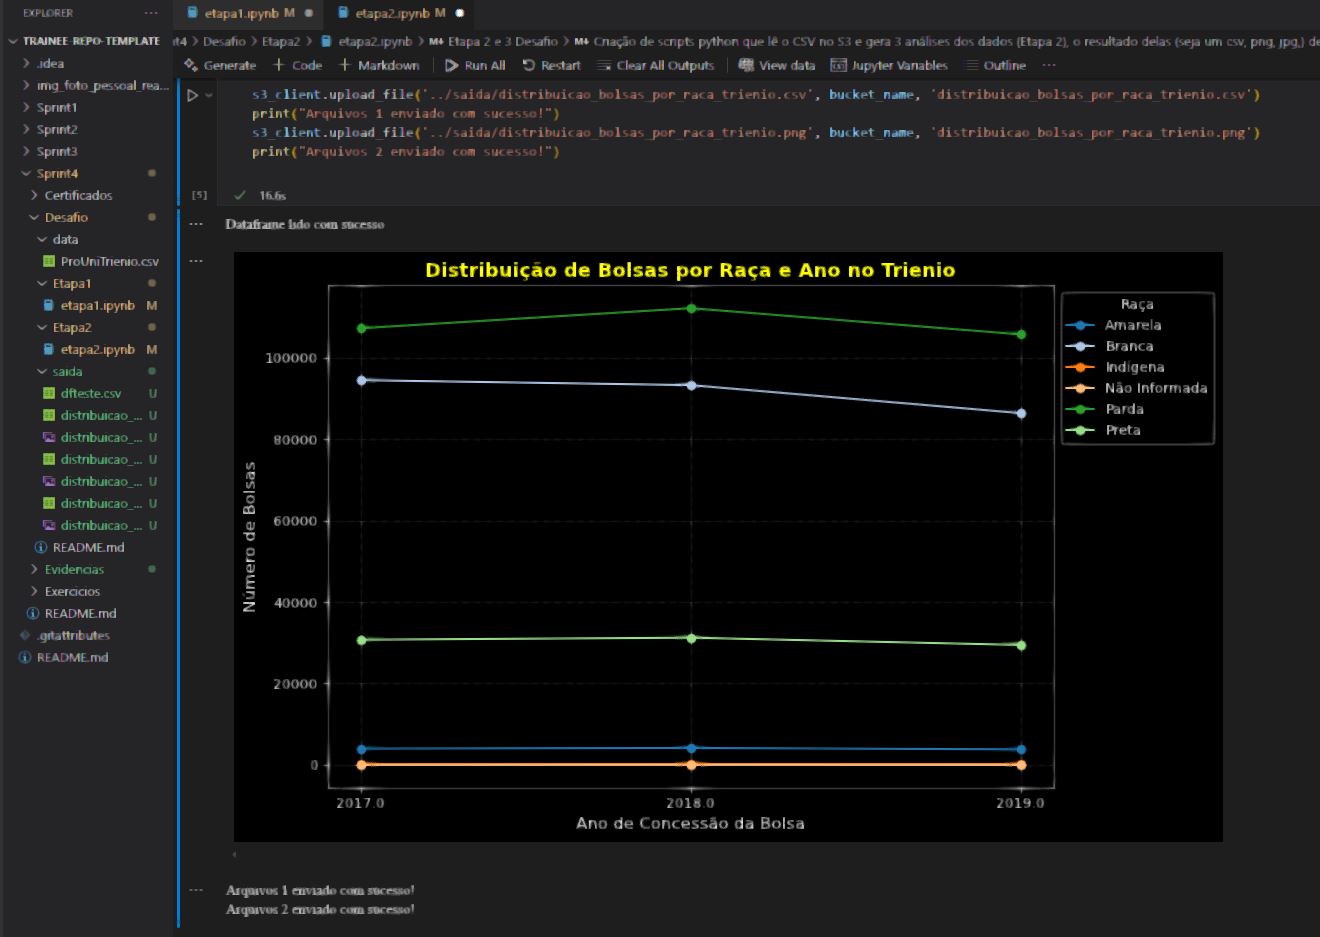 EXPLORER ···
TRAINEE-REPO-TEMPLATE
.idea
img_foto_pessoal_rea...
Sprint1
Sprint2
Sprint3
Sprint4
Certificados
Desafio
data
ProUniTrienio.csv
Etapa1
etapa1.ipynb M
Etapa2
etapa2.ipynb M
saida
dfteste.csv U
distribuicao_... U
distribuicao_... U
distribuicao_... U
distribuicao_... U
distribuicao_... U
distribuicao_... U
README.md
Evidencias
Exercicios
README.md
.gitattributes
README.md
etapa1.ipynb M
etapa2.ipynb M
nt4 > Desafio > Etapa2 > etapa2.ipynb > M+ Etapa 2 e 3 Desafio > M+ Criação de scripts python que lê o CSV no S3 e gera 3 análises dos dados (Etapa 2), o resultado delas (seja um csv, png, jpg,) de
Generate + Code + Markdown Run All Restart Clear All Outputs View data Jupyter Variables Outline ···
s3_client.upload_file('../saida/distribuicao_bolsas_por_raca_trienio.csv', bucket_name, 'distribuicao_bolsas_por_raca_trienio.csv')
print("Arquivos 1 enviado com sucesso!")
s3_client.upload_file('../saida/distribuicao_bolsas_por_raca_trienio.png', bucket_name, 'distribuicao_bolsas_por_raca_trienio.png')
print("Arquivos 2 enviado com sucesso!")
[5] 16.6s
Dataframe lido com sucesso
Distribuição de Bolsas por Raça e Ano no Trienio
Número de Bolsas
100000
80000
60000
40000
20000
0
2017.0 2018.0 2019.0
Ano de Concessão da Bolsa
Raça
Amarela
Branca
Indígena
Não Informada
Parda
Preta
Arquivos 1 enviado com sucesso!
Arquivos 2 enviado com sucesso!